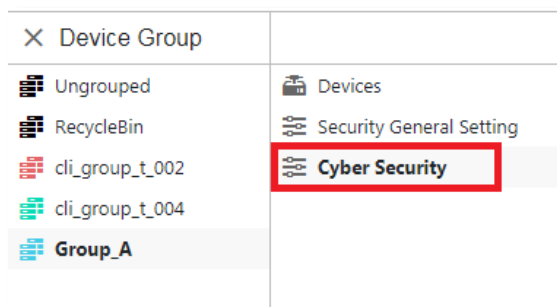 Device Group
Ungrouped
RecycleBin
cli_group_t_002
cli_group_t_004
Group_A
Devices
Security General Setting
Cyber Security